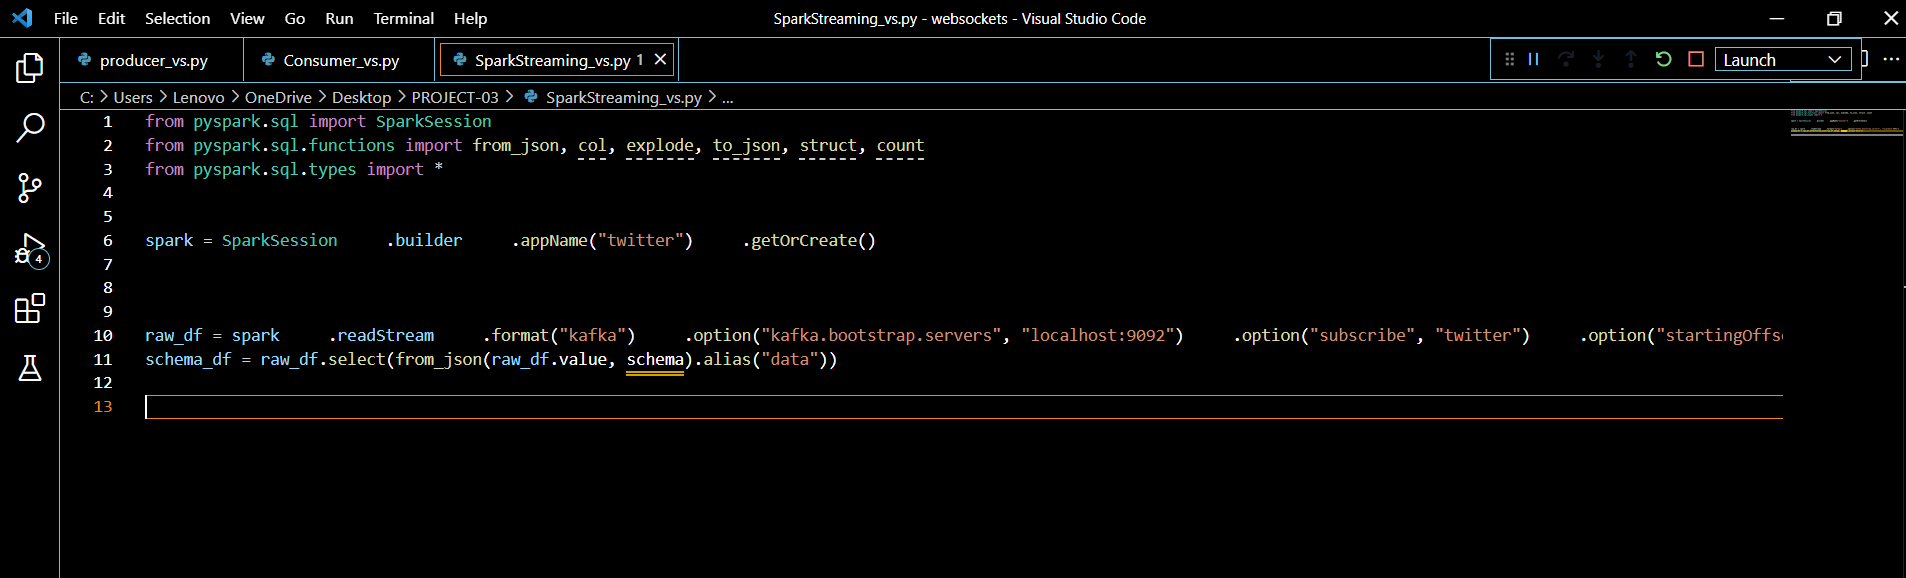 File Edit Selection View Go Run Terminal Help SparkStreaming_vs.py - websockets - Visual Studio Code
producer_vs.py Consumer_vs.py SparkStreaming_vs.py 1 Launch
C: > Users > Lenovo > OneDrive > Desktop > PROJECT-03 > SparkStreaming_vs.py > ...
1 from pyspark.sql import SparkSession
2 from pyspark.sql.functions import from_json, col, explode, to_json, struct, count
3 from pyspark.sql.types import *
4
5
6 spark = SparkSession     .builder     .appName("twitter")     .getOrCreate()
7
8
9
10 raw_df = spark     .readStream     .format("kafka")     .option("kafka.bootstrap.servers", "localhost:9092")     .option("subscribe", "twitter")     .option("startingOffs
11 schema_df = raw_df.select(from_json(raw_df.value, schema).alias("data"))
12
13
4